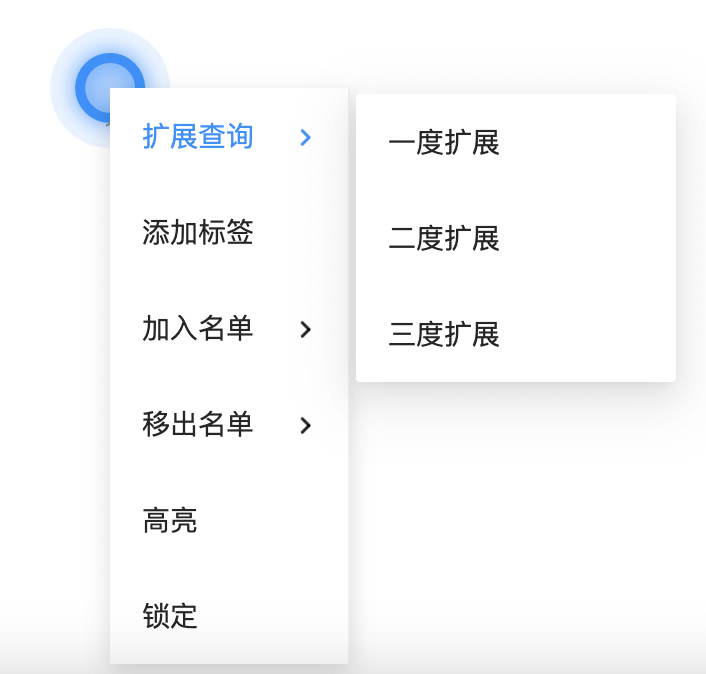 扩展查询
添加标签
加入名单
移出名单
高亮
锁定
一度扩展
二度扩展
三度扩展